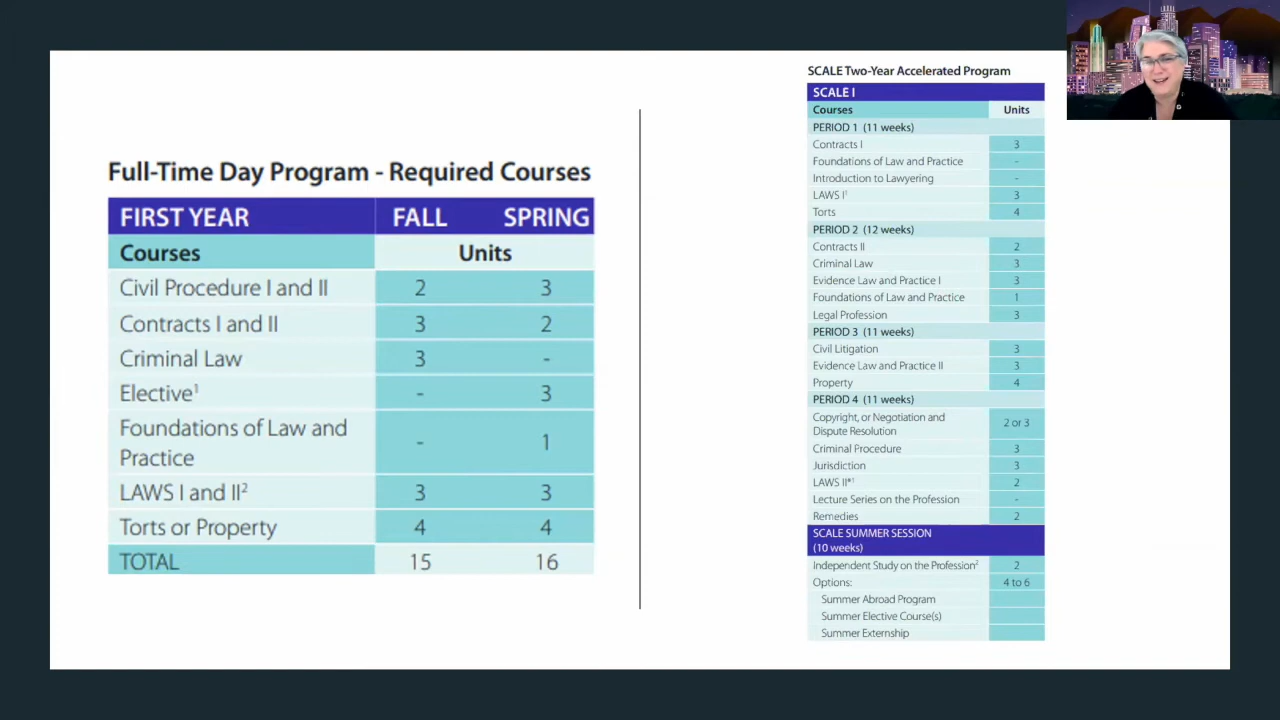 Full-Time Day Program - Required Courses
FIRST YEAR FALL SPRING
Courses Units
Civil Procedure I and II 2 3
Contracts I and II 3 2
Criminal Law 3 -
Elective¹ - 3
Foundations of Law and
Practice - 1
LAWS I and II² 3 3
Torts or Property 4 4
TOTAL 15 16
SCALE Two-Year Accelerated Program
SCALE I
Courses Units
PERIOD 1 (11 weeks)
Contracts I 3
Foundations of Law and Practice -
Introduction to Lawyering -
LAWS I¹ 3
Torts 4
PERIOD 2 (12 weeks)
Contracts II 2
Criminal Law 3
Evidence Law and Practice I 3
Foundations of Law and Practice 1
Legal Profession 3
PERIOD 3 (11 weeks)
Civil Litigation 3
Evidence Law and Practice II 3
Property 4
PERIOD 4 (11 weeks)
Copyright, or Negotiation and
Dispute Resolution 2 or 3
Criminal Procedure 3
Jurisdiction 3
LAWS II*¹ 2
Lecture Series on the Profession -
Remedies 2
SCALE SUMMER SESSION
(10 weeks)
Independent Study on the Profession² 2
Options: 4 to 6
Summer Abroad Program
Summer Elective Course(s)
Summer Externship